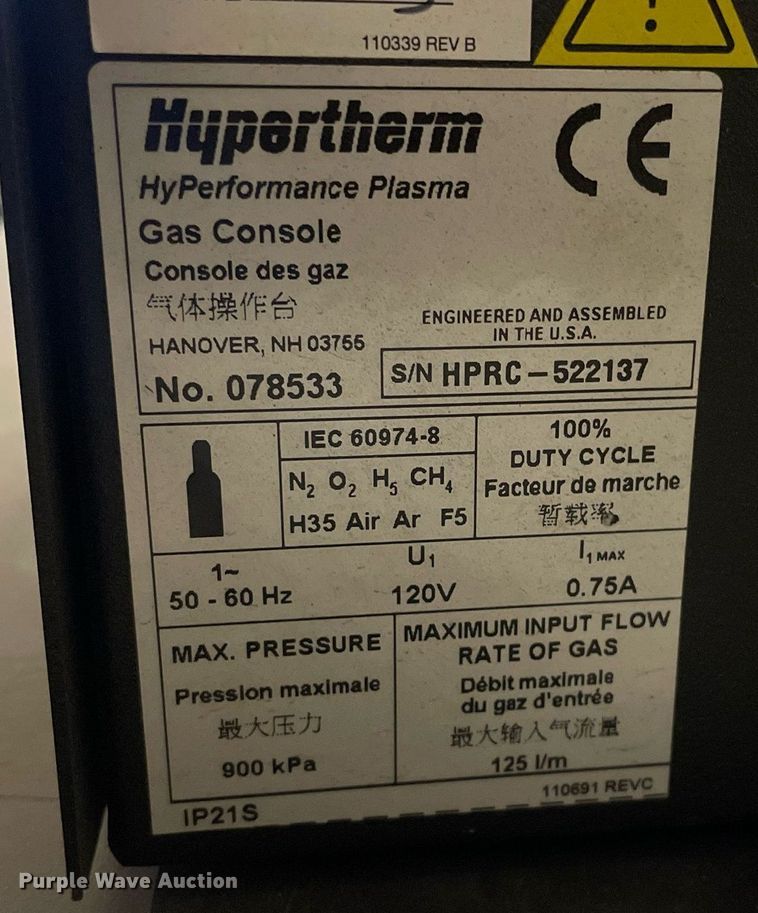 110339 REV B
Hypertherm
CE
HyPerformance Plasma
Gas Console
Console des gaz
气体操作台
ENGINEERED AND ASSEMBLED
IN THE U.S.A.
HANOVER, NH 03755
No. 078533
S/N HPRC-522137
IEC 60974-8
N₂ O₂ H₅ CH₄
H35 Air Ar F5
100%
DUTY CYCLE
Facteur de marche
暂载率
1~
50 - 60 Hz
U₁
120V
I₁ MAX
0.75A
MAX. PRESSURE
Pression maximale
最大压力
900 kPa
MAXIMUM INPUT FLOW
RATE OF GAS
Débit maximale
du gaz d'entrée
最大输入气流量
125 l/m
110691 REVC
IP21S
Purple Wave Auction